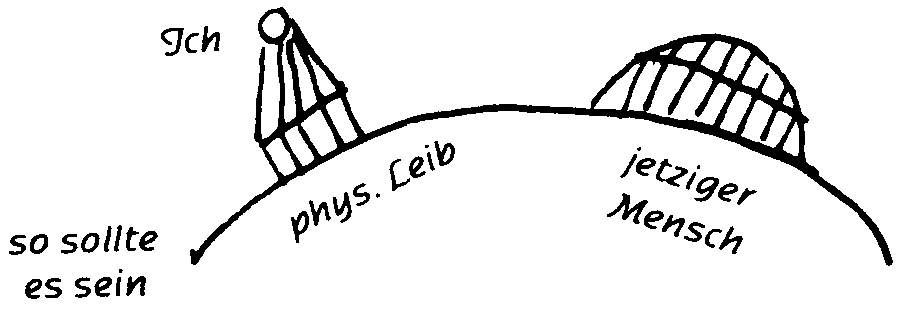 Ich
phys. Leib
jetziger
Mensch
so sollte
es sein